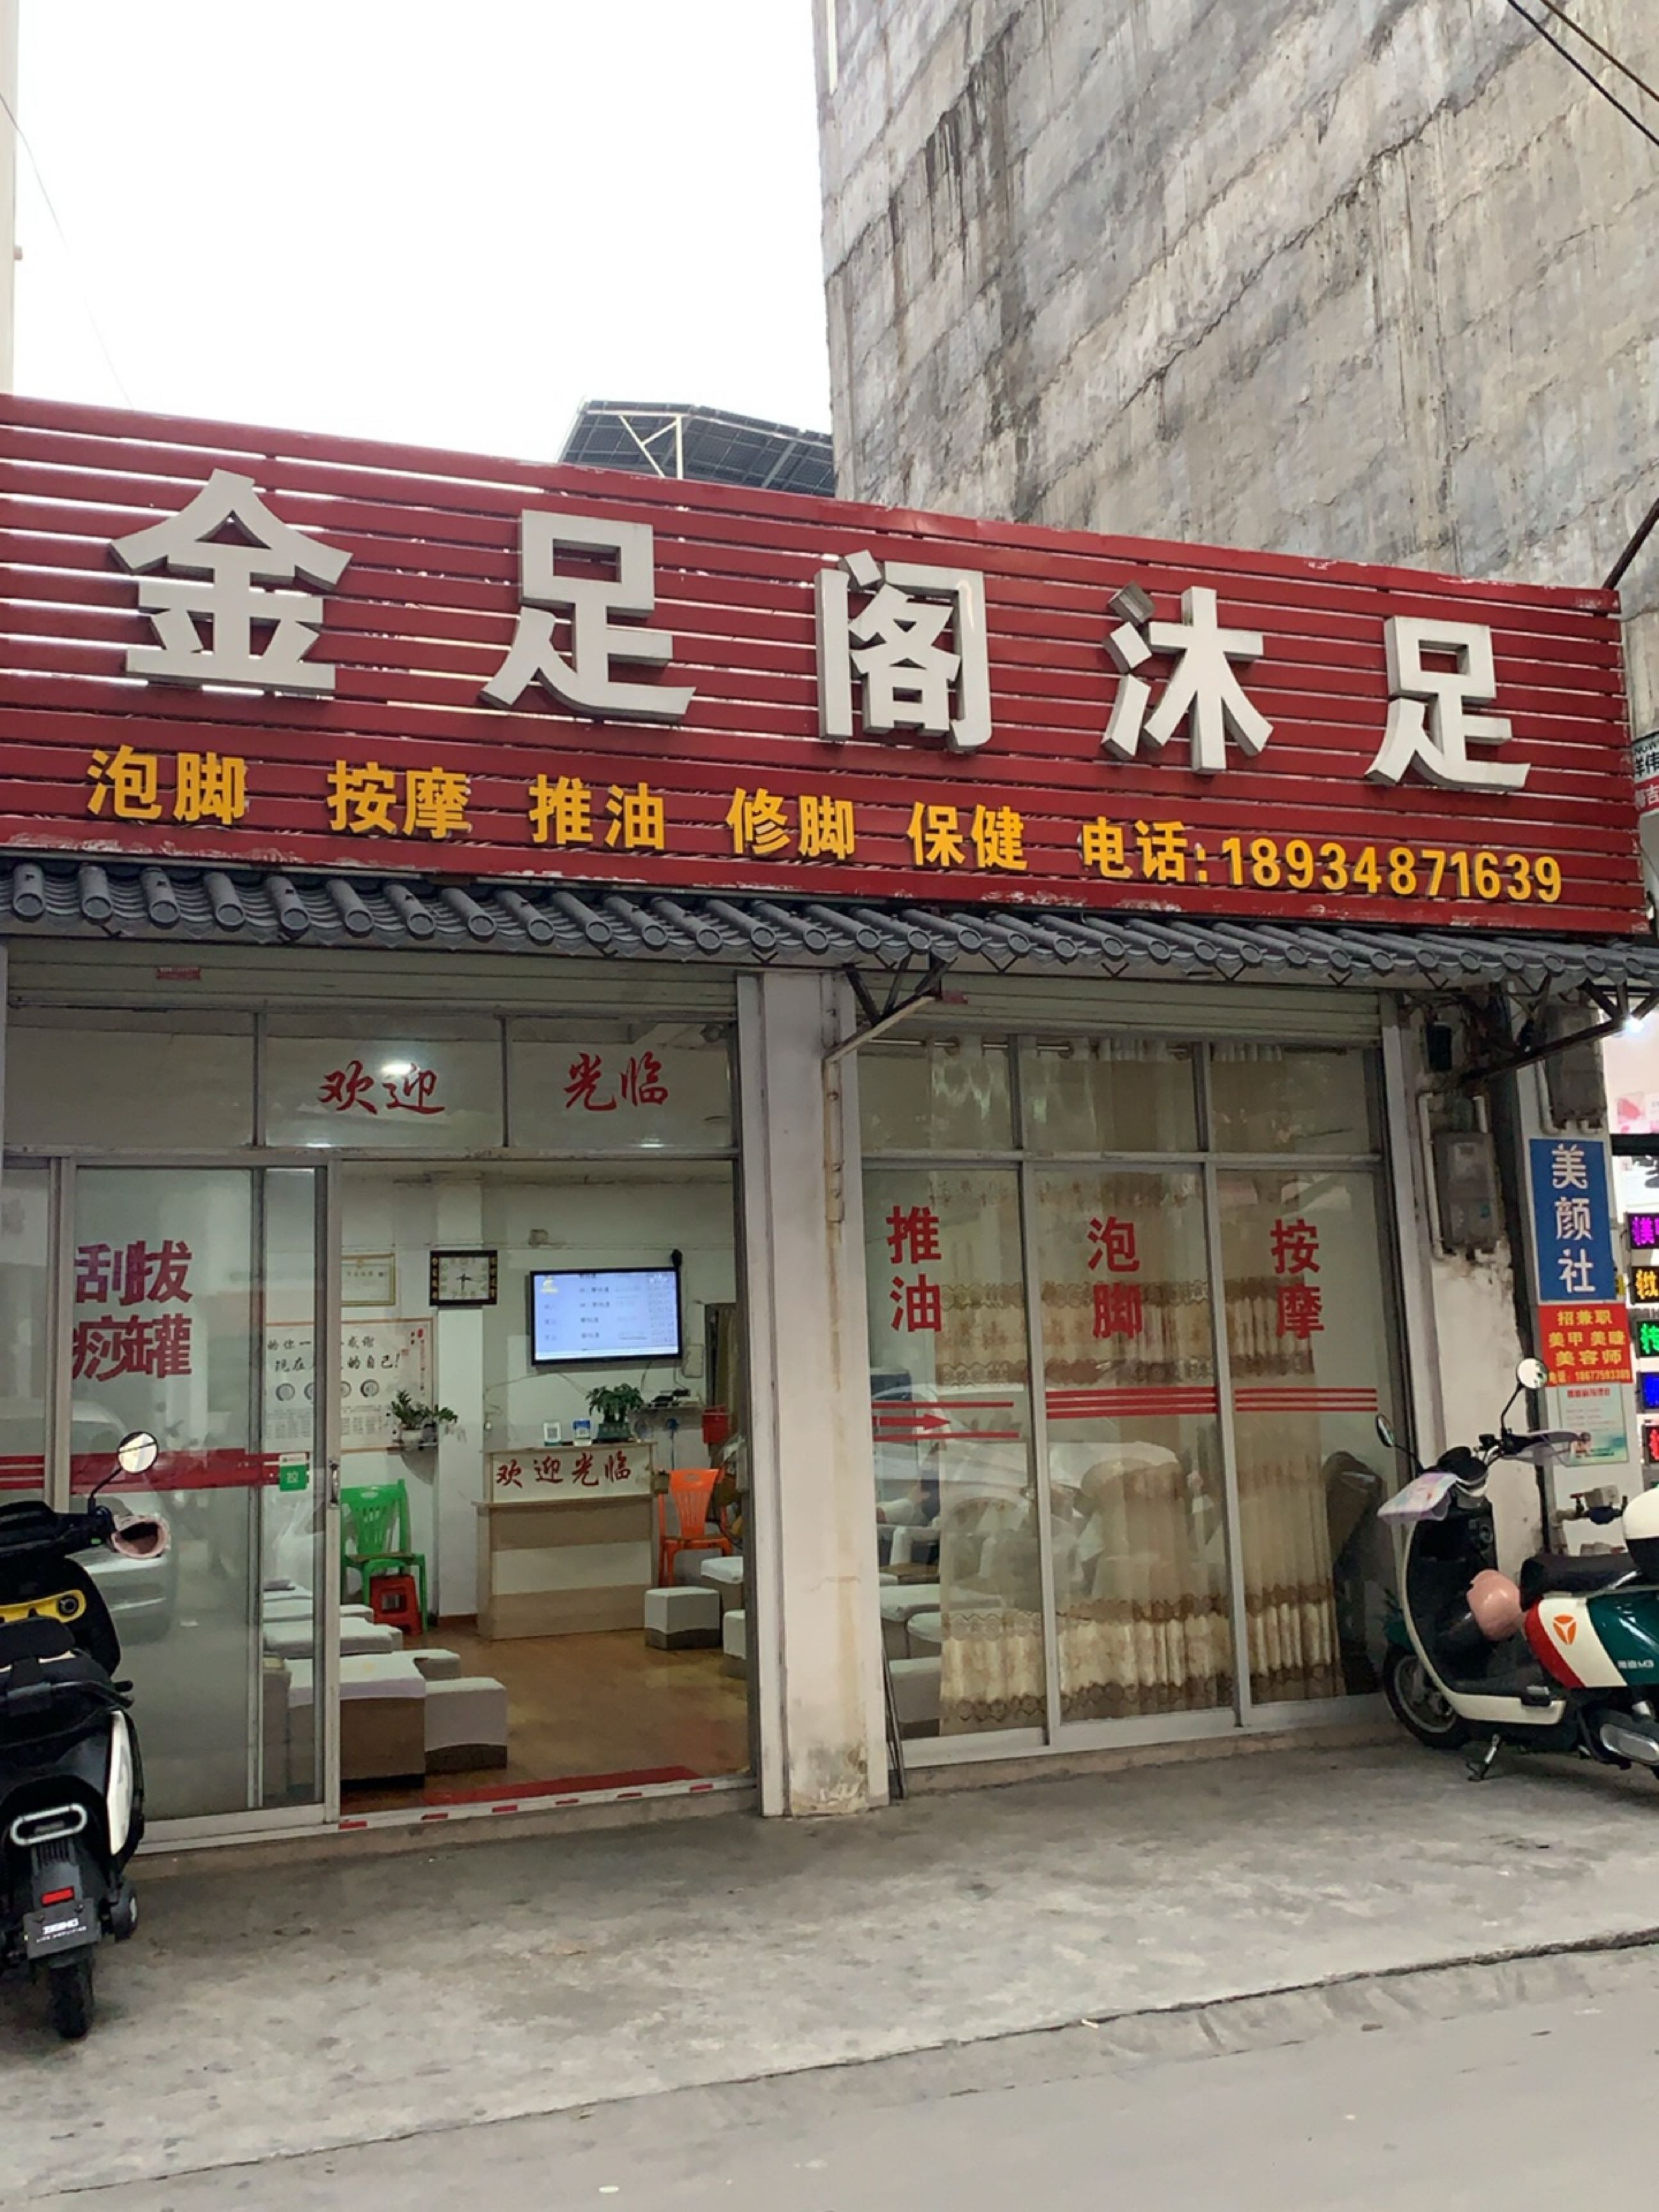 金足阁沐足
泡脚 按摩 推油 修脚 保健 电话:18934871639
欢迎 光临
刮痧
拔罐
推油
泡脚
按摩
欢迎光临
美颜社
招兼职
美甲 美睫
美容师